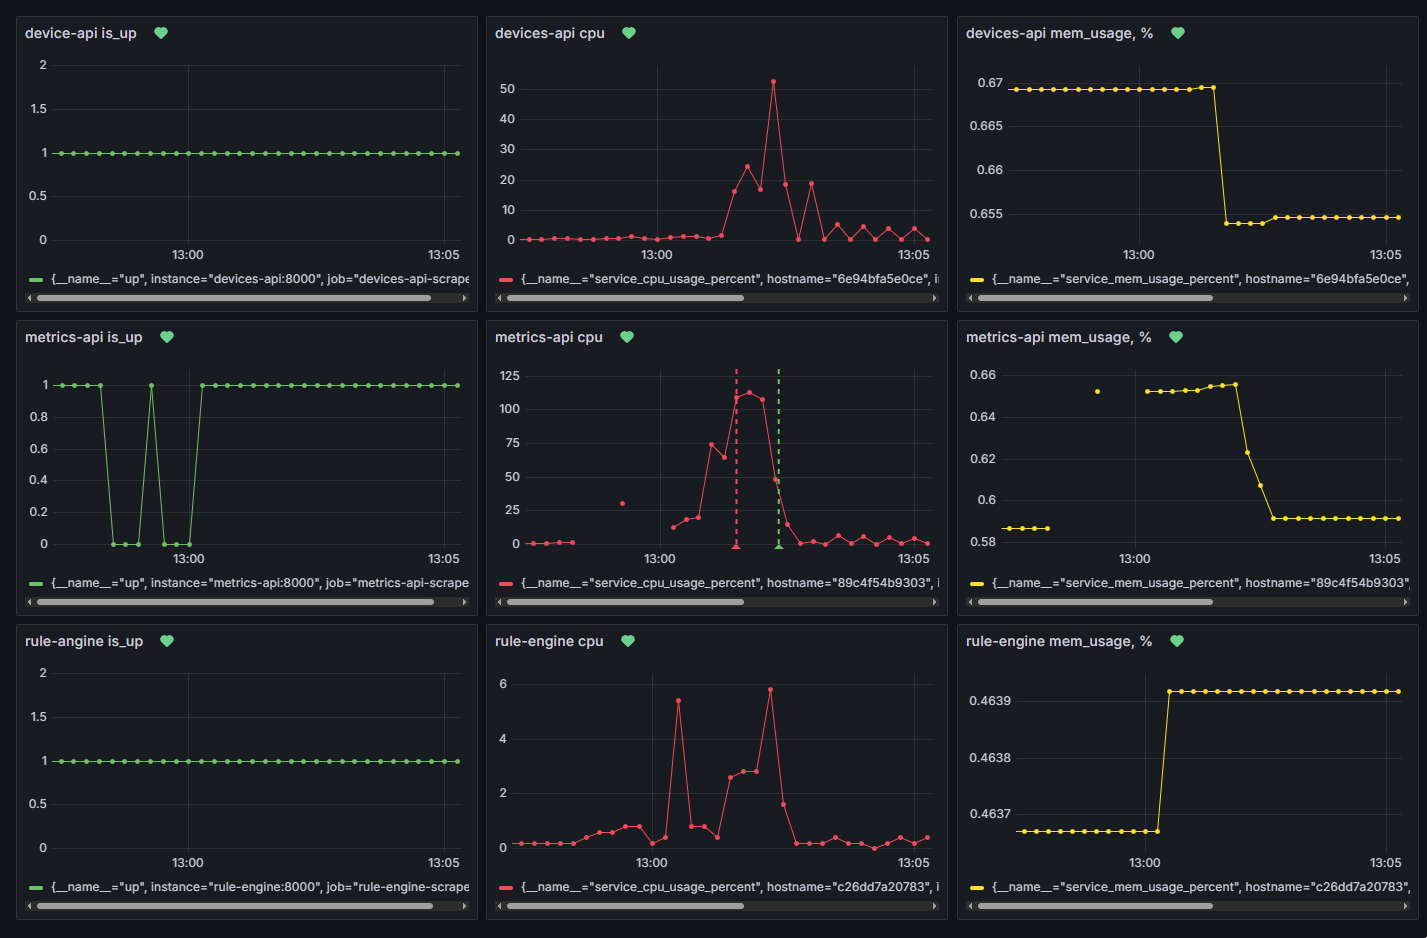 device-api is_up
2
1.5
1
0.5
0
13:00 13:05
{__name__="up", instance="devices-api:8000", job="devices-api-scrape
devices-api cpu
50
40
30
20
10
0
13:00 13:05
{__name__="service_cpu_usage_percent", hostname="6e94bfa5e0ce", i
devices-api mem_usage, %
0.67
0.665
0.66
0.655
13:00 13:05
{__name__="service_mem_usage_percent", hostname="6e94bfa5e0ce",
metrics-api is_up
1
0.8
0.6
0.4
0.2
0
13:00 13:05
{__name__="up", instance="metrics-api:8000", job="metrics-api-scrape
metrics-api cpu
125
100
75
50
25
0
13:00 13:05
{__name__="service_cpu_usage_percent", hostname="89c4f54b9303", i
metrics-api mem_usage, %
0.66
0.64
0.62
0.6
0.58
13:00 13:05
{__name__="service_mem_usage_percent", hostname="89c4f54b9303",
rule-angine is_up
2
1.5
1
0.5
0
13:00 13:05
{__name__="up", instance="rule-engine:8000", job="rule-engine-scrape
rule-engine cpu
6
4
2
0
13:00 13:05
{__name__="service_cpu_usage_percent", hostname="c26dd7a20783", i
rule-engine mem_usage, %
0.4639
0.4638
0.4637
13:00 13:05
{__name__="service_mem_usage_percent", hostname="c26dd7a20783",